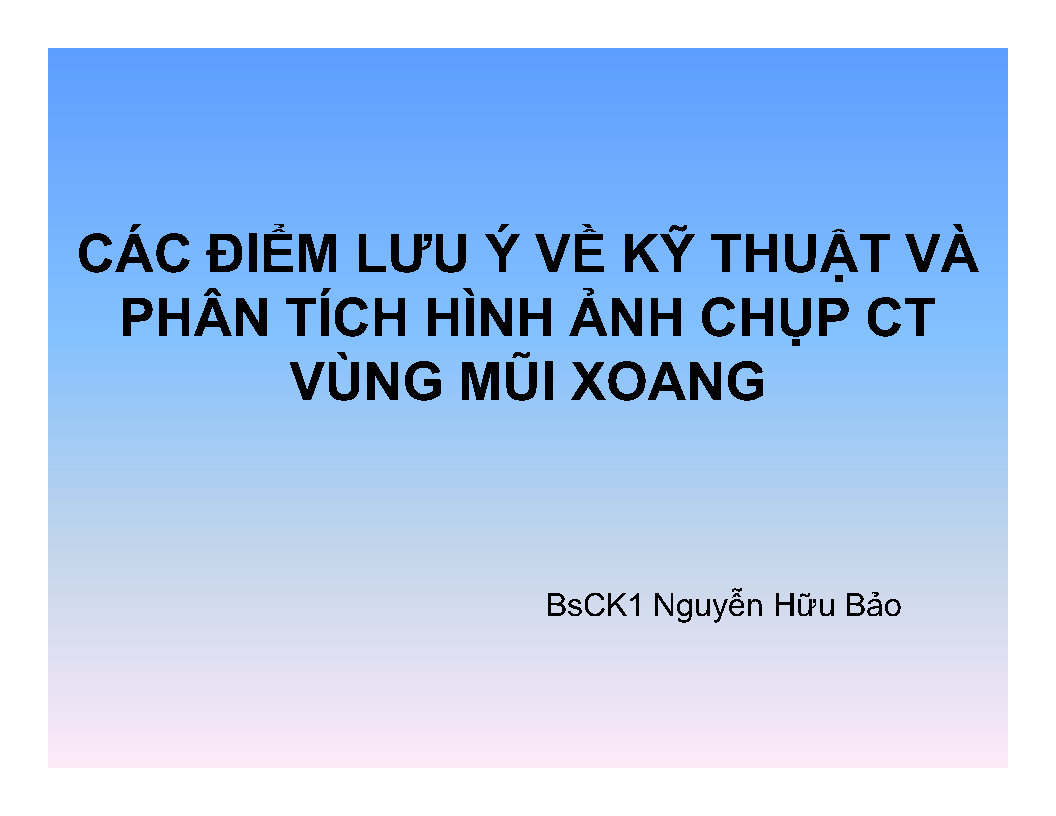 CÁC ĐIỂM LƯU Ý VỀ KỸ THUẬT VÀ
PHÂN TÍCH HÌNH ẢNH CHỤP CT
VÙNG MŨI XOANG
BsCK1 Nguyễn Hữu Bảo